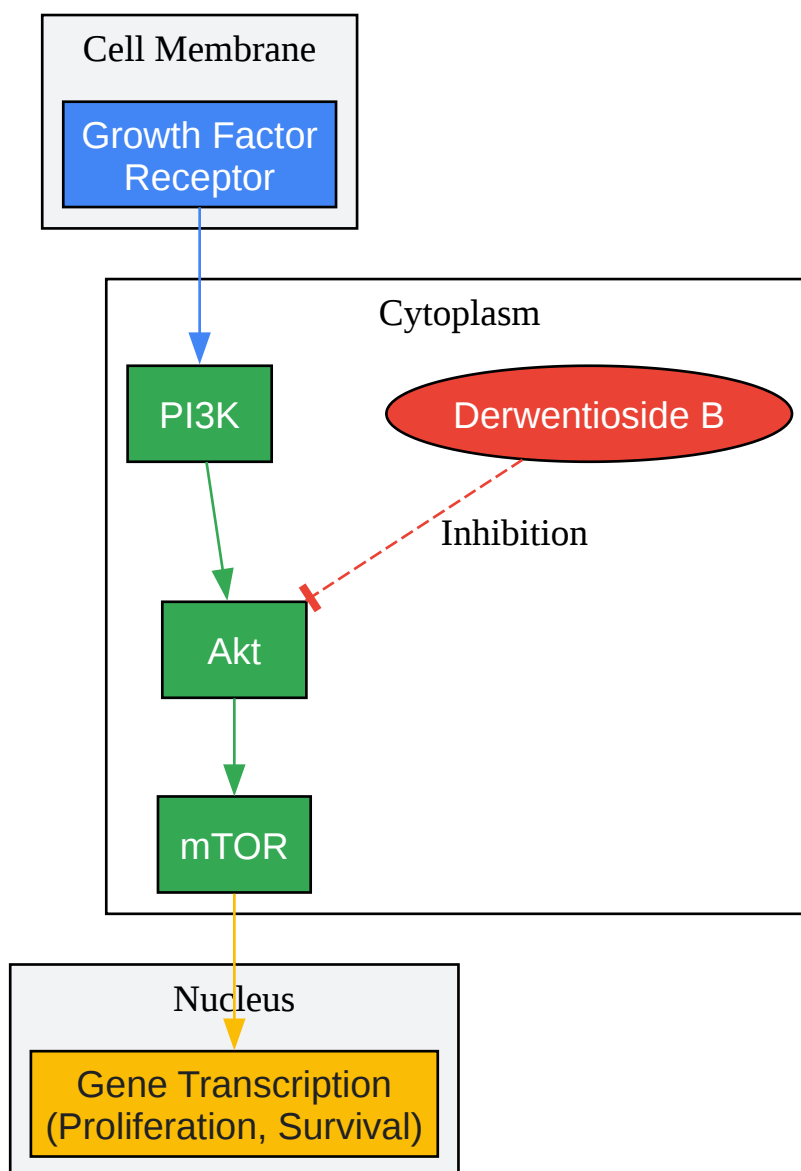 Cell Membrane
Growth Factor
Receptor
Cytoplasm
PI3K
Derwentioside B
Inhibition
Akt
mTOR
Nucleus
Gene Transcription
(Proliferation, Survival)